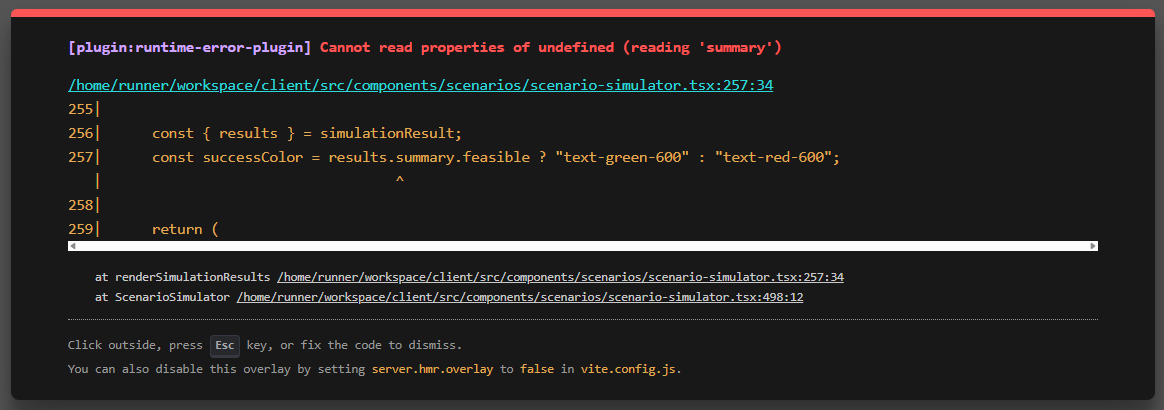 [plugin:runtime-error-plugin] Cannot read properties of undefined (reading 'summary')
/home/runner/workspace/client/src/components/scenarios/scenario-simulator.tsx:257:34
255|
256|      const { results } = simulationResult;
257|      const successColor = results.summary.feasible ? "text-green-600" : "text-red-600";
   |                                   ^
258|
259|      return (
at renderSimulationResults /home/runner/workspace/client/src/components/scenarios/scenario-simulator.tsx:257:34
at ScenarioSimulator /home/runner/workspace/client/src/components/scenarios/scenario-simulator.tsx:498:12
Click outside, press Esc key, or fix the code to dismiss.
You can also disable this overlay by setting server.hmr.overlay to false in vite.config.js.